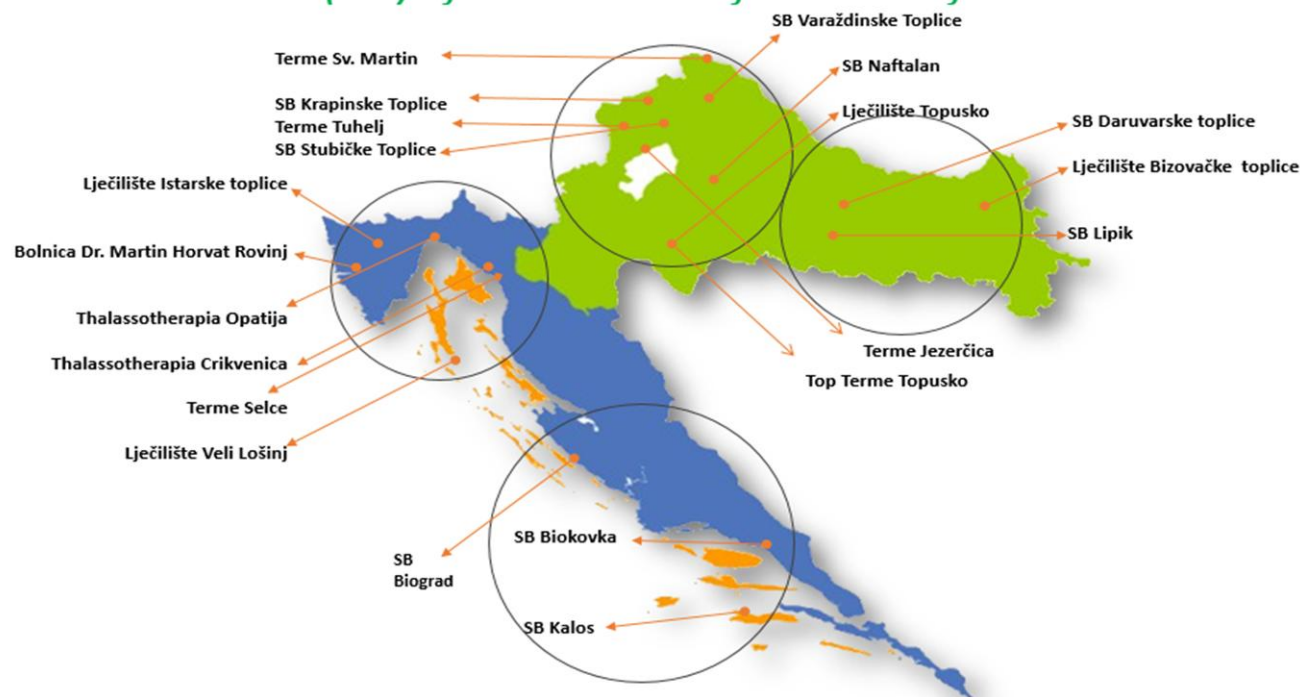 SB Varaždinske Toplice
Terme Sv. Martin
SB Naftalan
SB Krapinske Toplice
Lječilište Topusko
Terme Tuhelj
SB Daruvarske toplice
SB Stubičke Toplice
Lječilište Bizovačke toplice
Lječilište Istarske toplice
SB Lipik
Bolnica Dr. Martin Horvat Rovinj
Thalassotherapia Opatija
Terme Jezerčica
Thalassotherapia Crikvenica
Top Terme Topusko
Terme Selce
Lječilište Veli Lošinj
SB Biokovka
SB
Biograd
SB Kalos